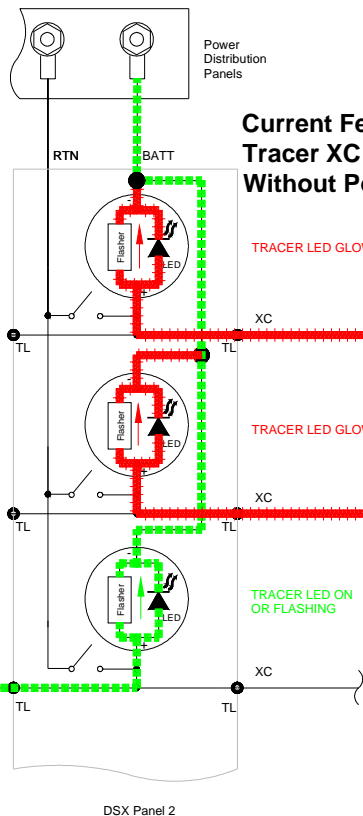 Power
Distribution
Panels
Current Fe
Tracer XC
Without Po
RTN
BATT
-
Flasher
LED
+
TRACER LED GLOW
XC
TL
TL
-
Flasher
LED
+
TRACER LED GLOW
XC
TL
TL
-
Flasher
LED
+
TRACER LED ON
OR FLASHING
XC
TL
TL
DSX Panel 2